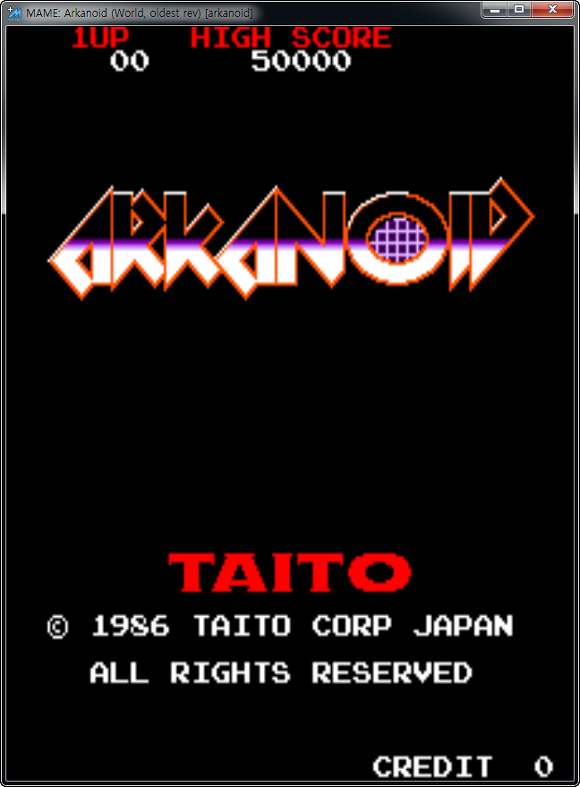 MAME: Arkanoid (World, oldest rev) [arkanoid]
1UP HIGH SCORE
00 50000
ARKANOID
TAITO
© 1986 TAITO CORP JAPAN
ALL RIGHTS RESERVED
CREDIT 0